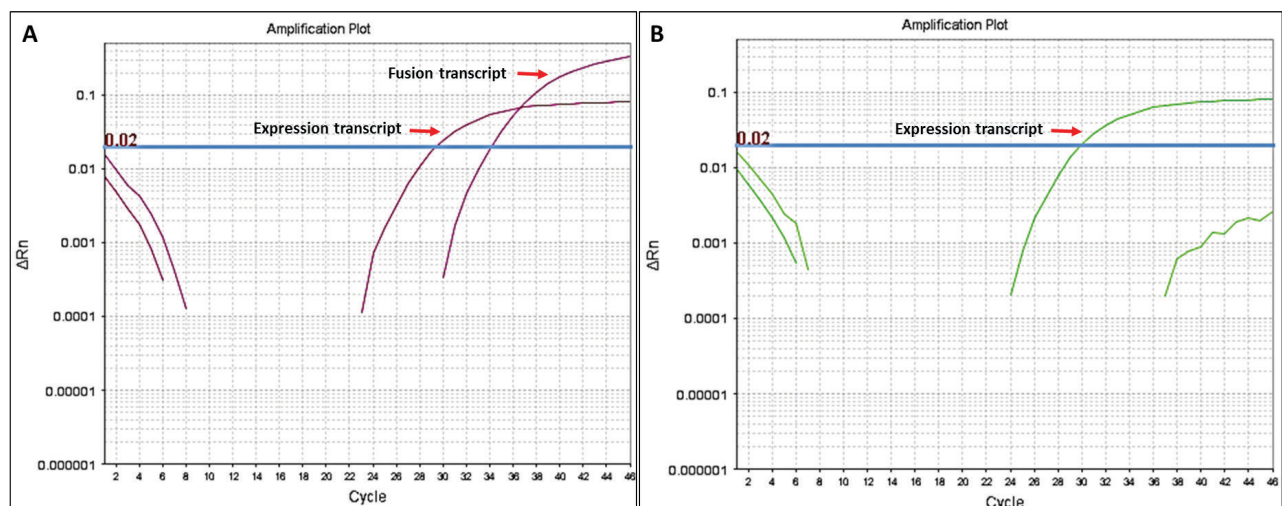 A
Amplification Plot
Fusion transcript
0.1
Expression transcript
0.02
0.01
0.001
ΔRn
0.0001
0.00001
0.000001
2 4 6 8 10 12 14 16 18 20 22 24 26 28 30 32 34 36 38 40 42 44 46
Cycle
B
Amplification Plot
0.1
Expression transcript
0.02
0.01
0.001
ΔRn
0.0001
0.00001
0.000001
2 4 6 8 10 12 14 16 18 20 22 24 26 28 30 32 34 36 38 40 42 44 46
Cycle